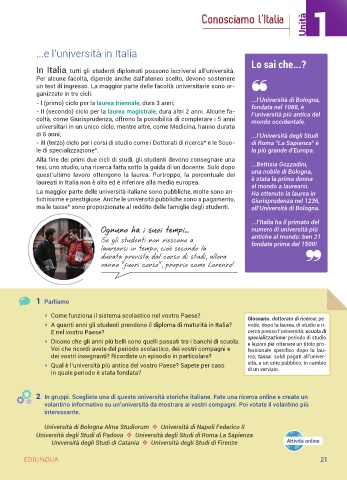 Conosciamo l'Italia
Unità 1
...e l'università in Italia
In Italia, tutti gli studenti diplomati possono iscriversi all'università.
Per alcune facoltà, dipende anche dall'ateneo scelto, devono sostenere
un test di ingresso. La maggior parte delle facoltà universitarie sono or-
ganizzate in tre cicli:
- I (primo) ciclo per la laurea triennale, dura 3 anni;
- II (secondo) ciclo per la laurea magistrale, dura altri 2 anni. Alcune fa-
coltà, come Giurisprudenza, offrono la possibilità di completare i 5 anni
universitari in un unico ciclo, mentre altre, come Medicina, hanno durata
di 6 anni;
- III (terzo) ciclo per i corsi di studio come i Dottorati di ricerca* e le Scuo-
le di specializzazione*.
Alla fine dei primi due cicli di studi, gli studenti devono consegnare una
tesi, uno studio, una ricerca fatta sotto la guida di un docente. Solo dopo
quest'ultimo lavoro ottengono la laurea. Purtroppo, la percentuale dei
laureati in Italia non è alta ed è inferiore alla media europea.
La maggior parte delle università italiane sono pubbliche, molte sono an-
tichissime e prestigiose. Anche le università pubbliche sono a pagamento,
ma le tasse* sono proporzionate al reddito delle famiglie degli studenti.
Ognuno ha i suoi tempi...
Se gli studenti non riescono a
laurearsi in tempo, cioè secondo la
durata prevista dal corso di studi, allora
vanno "fuori corso", proprio come Lorenzo!
Lo sai che...?
...l'Università di Bologna,
fondata nel 1088, è
l'università più antica del
mondo occidentale.
...l'Università degli Studi
di Roma "La Sapienza" è
la più grande d'Europa.
...Bettisia Gozzadini,
una nobile di Bologna,
è stata la prima donna
al mondo a laurearsi.
Ha ottenuto la laurea in
Giurisprudenza nel 1236,
all'Università di Bologna.
...l'Italia ha il primato del
numero di università più
antiche al mondo: ben 21
fondate prima del 1500!
1 Parliamo
Come funziona il sistema scolastico nel vostro Paese?
A quanti anni gli studenti prendono il diploma di maturità in Italia?
E nel vostro Paese?
Dicono che gli anni più belli sono quelli passati tra i banchi di scuola.
Voi che ricordi avete del periodo scolastico, dei vostri compagni e
dei vostri insegnanti? Ricordate un episodio in particolare?
Qual è l'università più antica del vostro Paese? Sapete per caso
in quale periodo è stata fondata?
Glossario. dottorato di ricerca: pe-
riodo, dopo la laurea, di studio e ri-
cerca presso l'università; scuola di
specializzazione: periodo di studio
e lezioni per ottenere un titolo pro-
fessionale specifico dopo la lau-
rea; tassa: soldi pagati all'univer-
sità, a un ente pubblico, in cambio
di un servizio.
2 In gruppi. Scegliete una di queste università storiche italiane. Fate una ricerca online e create un
volantino informativo su un'università da mostrare ai vostri compagni. Poi votate il volantino più
interessante.
Università di Bologna Alma Studiorum ❖ Università di Napoli Federico II
Università degli Studi di Padova ❖ Università degli Studi di Roma La Sapienza
Università degli Studi di Catania ❖ Università degli Studi di Firenze
Attività online
EDILINGUA
21